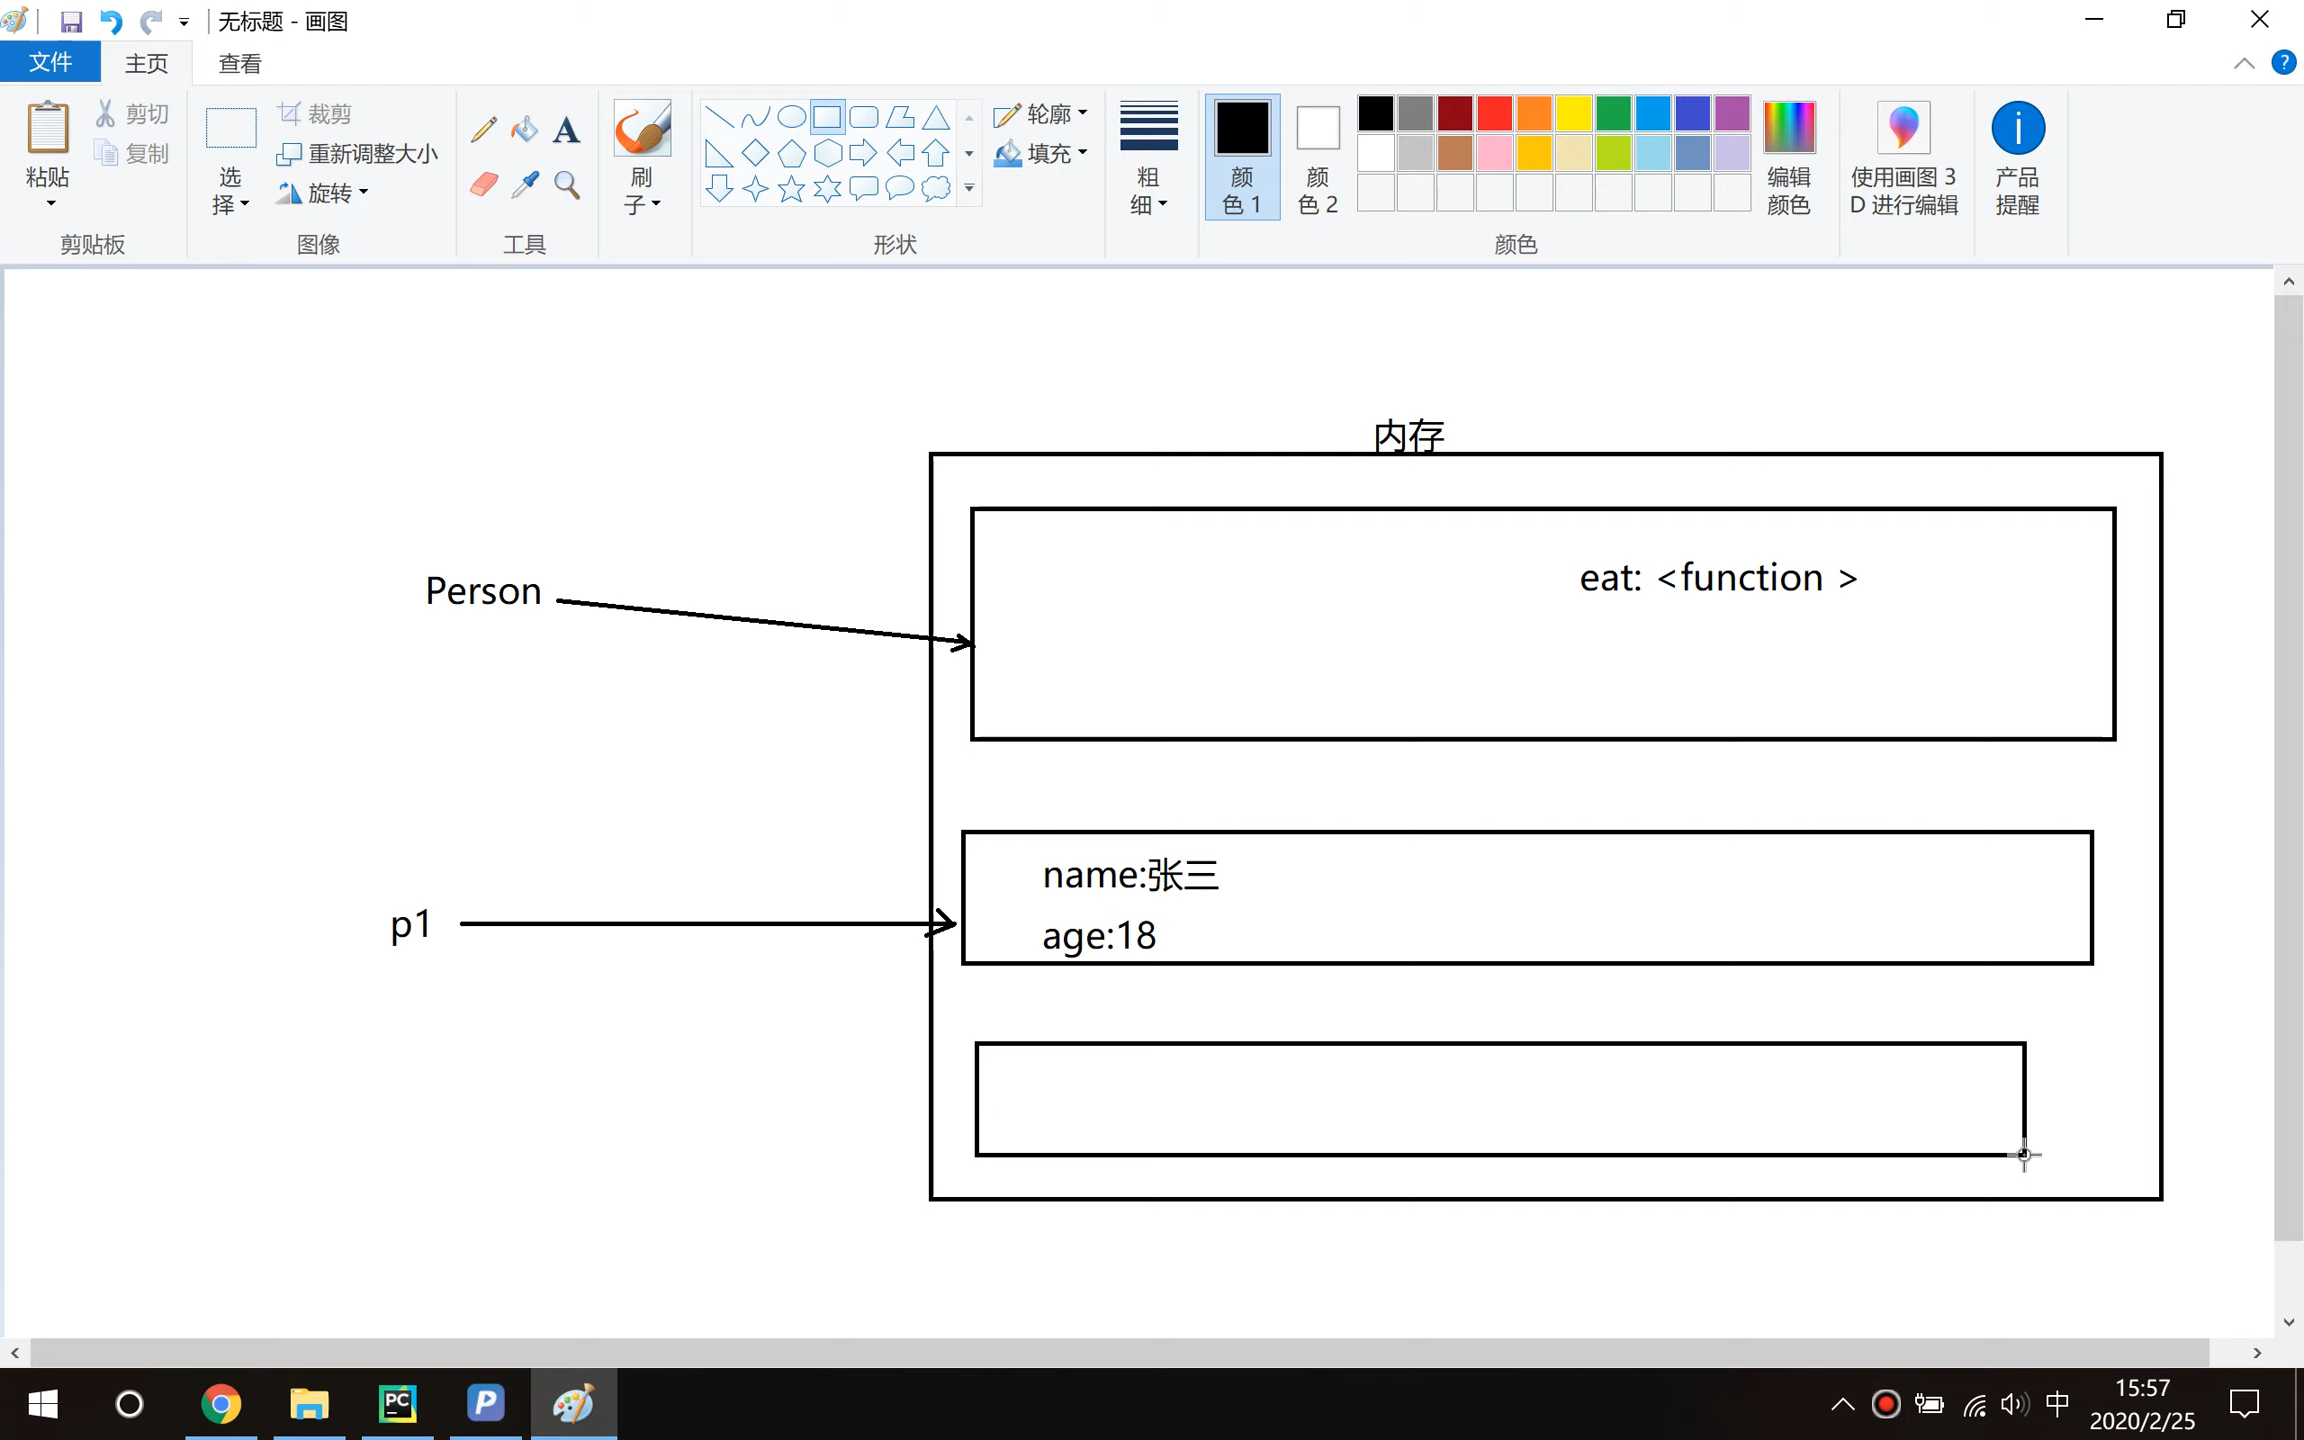 无标题 - 画图
文件 主页 查看
粘贴
剪切
复制
剪贴板
选择
裁剪
重新调整大小
旋转
图像
A
工具
刷子
轮廓
填充
形状
粗细
颜色 1
颜色 2
颜色
编辑颜色
使用画图 3D 进行编辑
产品提醒
内存
Person
eat: <function >
name:张三
p1
age:18
PC
P
中
15:57
2020/2/25